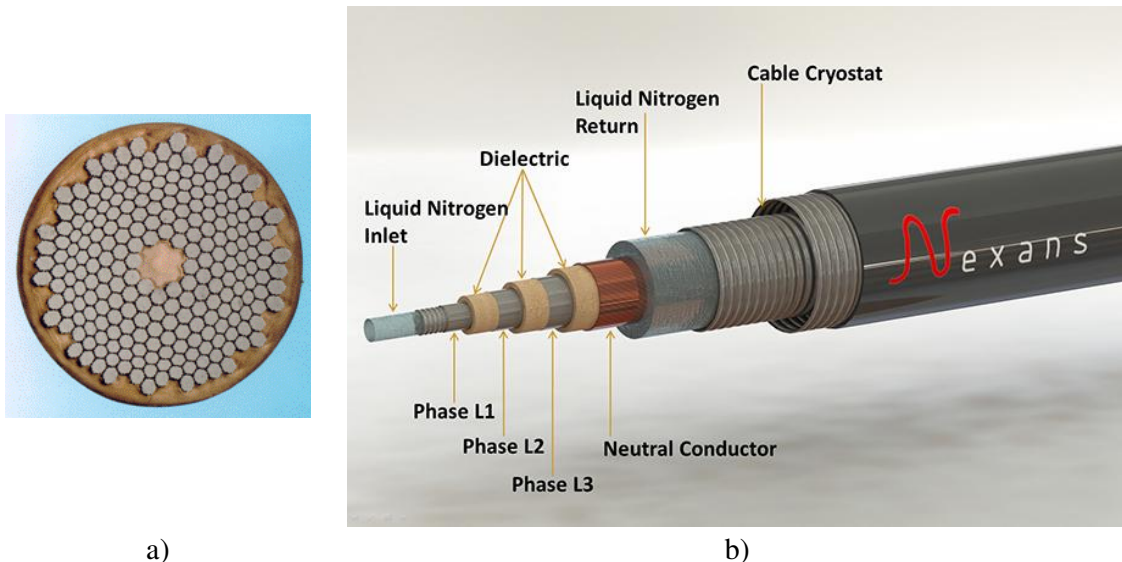 Cable Cryostat
Liquid Nitrogen
Return
Dielectric
Liquid Nitrogen
Inlet
Nexans
Phase L1
Phase L2
Phase L3
Neutral Conductor
a)
b)